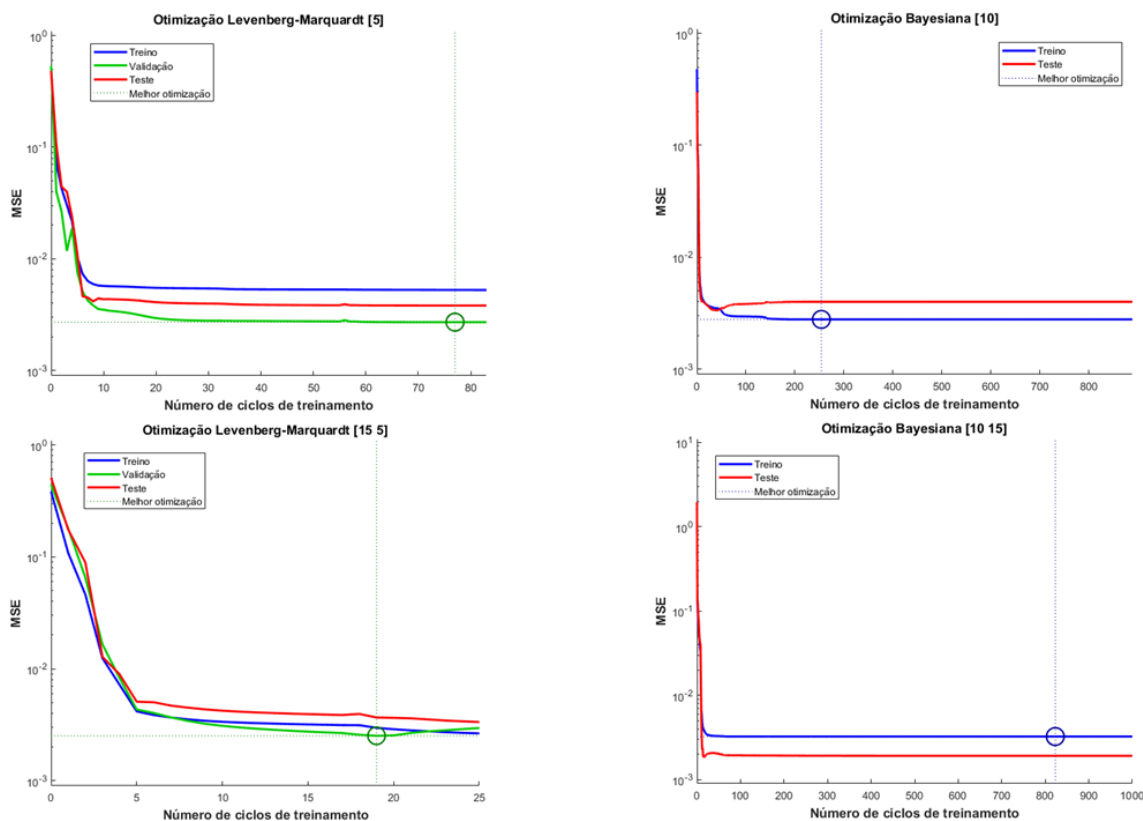 Otimização Levenberg-Marquardt [5]
10^0
10^-1
10^-2
10^-3
MSE
Treino
Validação
Teste
Melhor otimização
0 10 20 30 40 50 60 70 80
Número de ciclos de treinamento
Otimização Bayesiana [10]
10^0
10^-1
10^-2
10^-3
MSE
Treino
Teste
Melhor otimização
0 100 200 300 400 500 600 700 800
Número de ciclos de treinamento
Otimização Levenberg-Marquardt [15 5]
10^0
10^-1
10^-2
10^-3
MSE
Treino
Validação
Teste
Melhor otimização
0 5 10 15 20 25
Número de ciclos de treinamento
Otimização Bayesiana [10 15]
10^1
10^0
10^-1
10^-2
10^-3
MSE
Treino
Teste
Melhor otimização
0 100 200 300 400 500 600 700 800 900 1000
Número de ciclos de treinamento